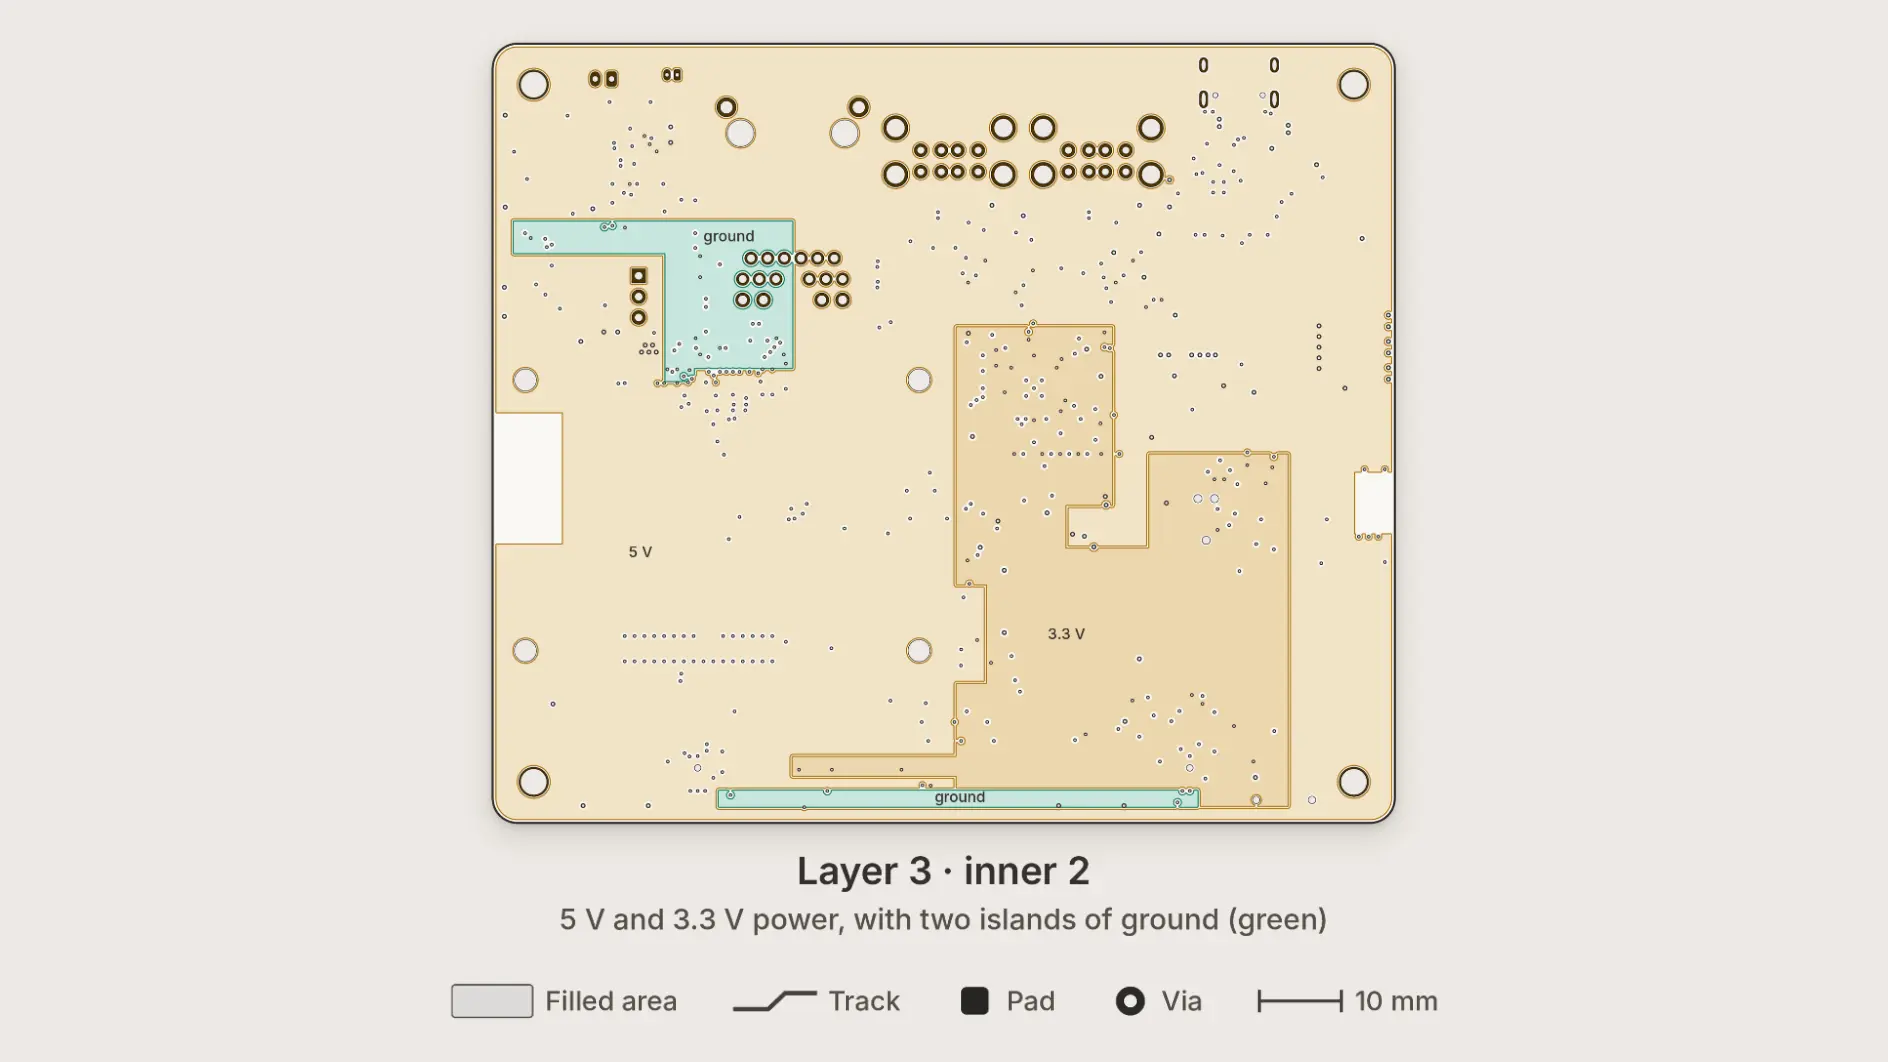 ground
5 V
3.3 V
ground
Layer 3 · inner 2
5 V and 3.3 V power, with two islands of ground (green)
Filled area
Track
Pad
Via
10 mm